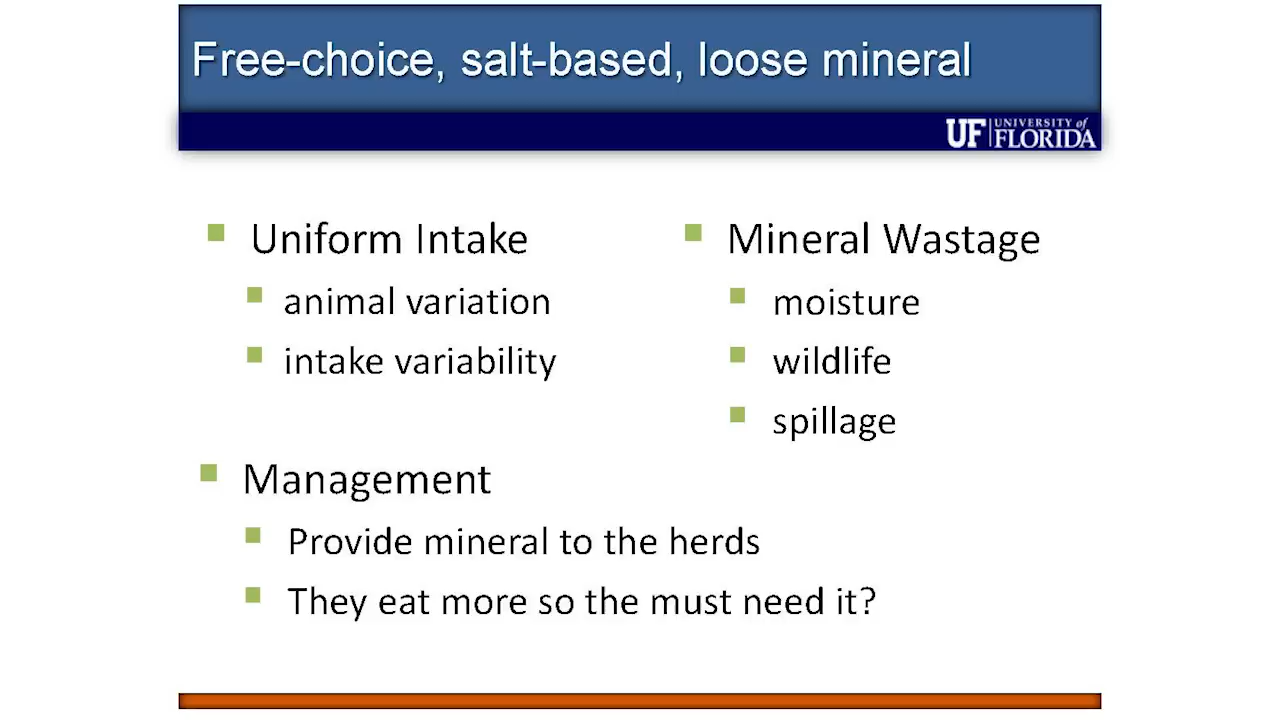 Free-choice, salt-based, loose mineral
UF UNIVERSITY of
FLORIDA
Uniform Intake
animal variation
intake variability
Mineral Wastage
moisture
wildlife
spillage
Management
Provide mineral to the herds
They eat more so the must need it?